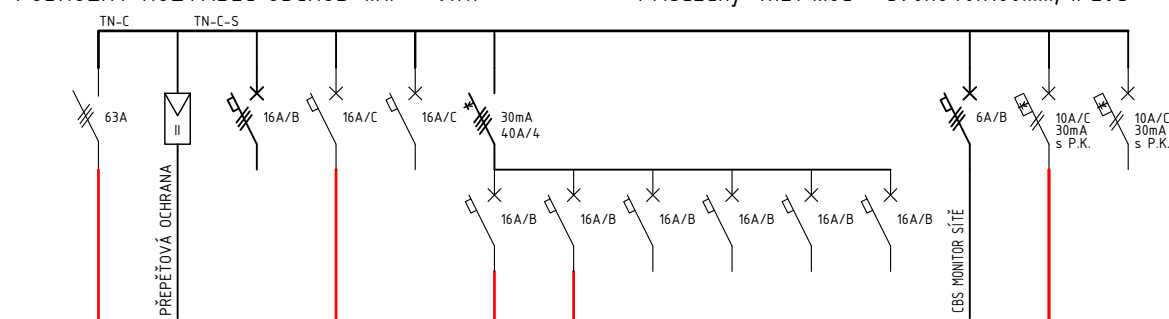 TN-C
TN-C-S
63A
II
PŘEPĚŤOVÁ OCHRANA
16A/B
16A/C
16A/C
30mA
40A/4
6A/B
10A/C
30mA
s P.K.
10A/C
30mA
s P.K.
16A/B
16A/B
16A/B
16A/B
16A/B
16A/B
CBS MONITOR SÍTĚ